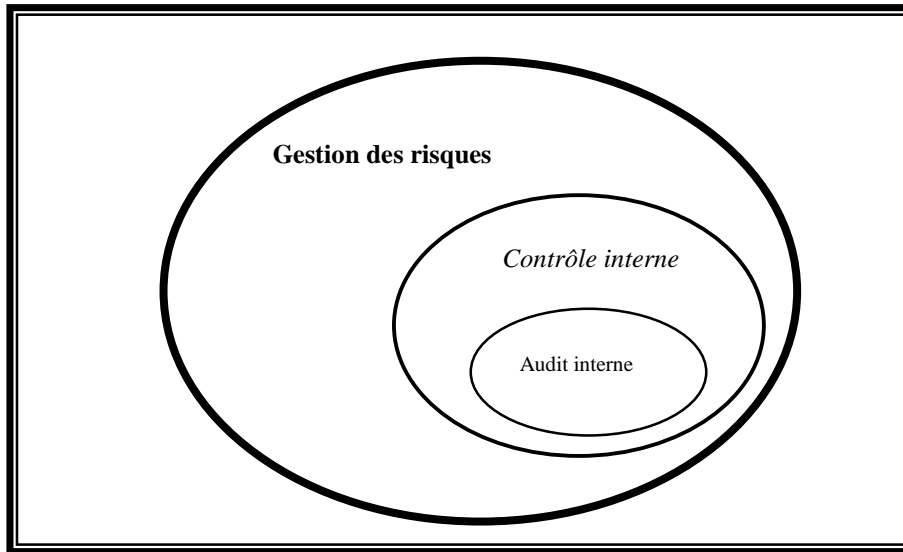 Gestion des risques
Contrôle interne
Audit interne